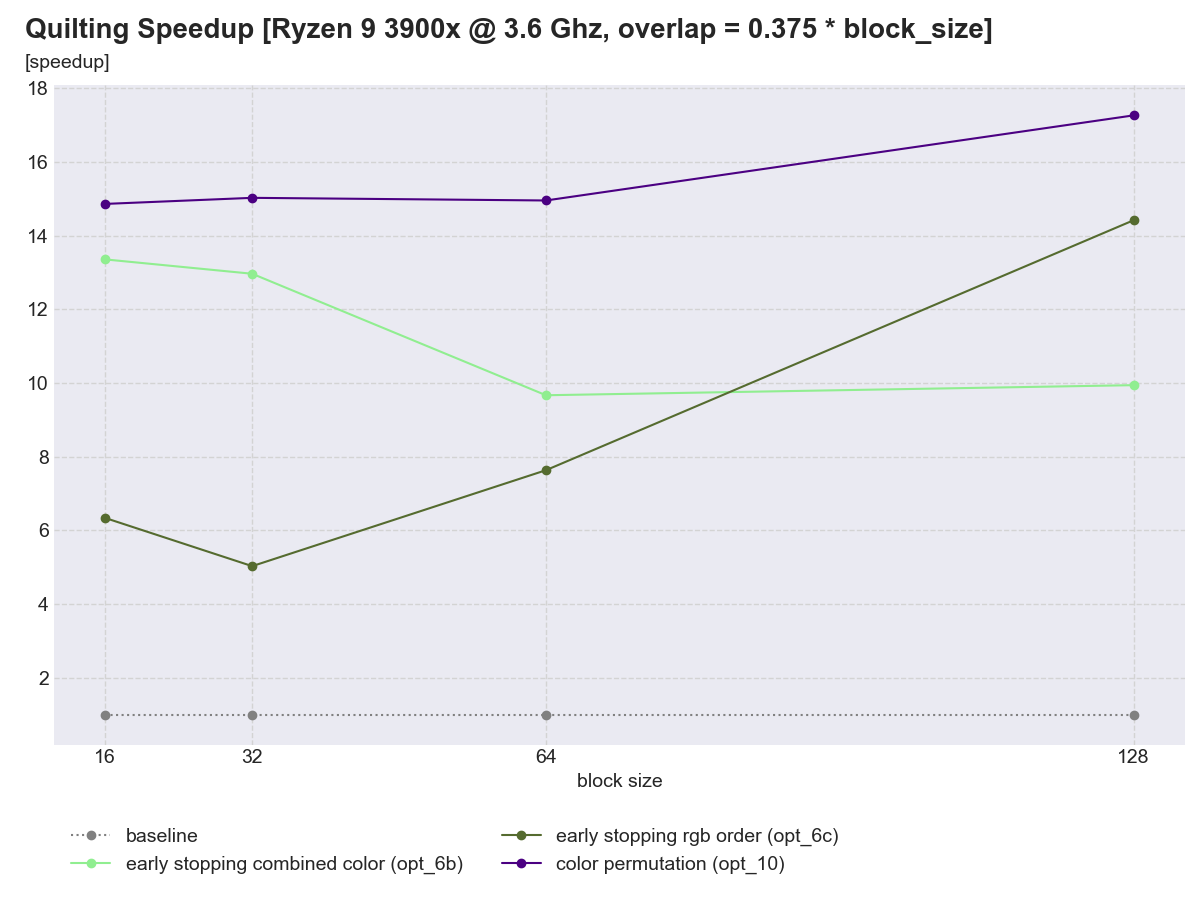 Quilting Speedup [Ryzen 9 3900x @ 3.6 Ghz, overlap = 0.375 * block_size]
[speedup]
18
16
14
12
10
8
6
4
2
16 32 64 128
block size
baseline
early stopping combined color (opt_6b)
early stopping rgb order (opt_6c)
color permutation (opt_10)